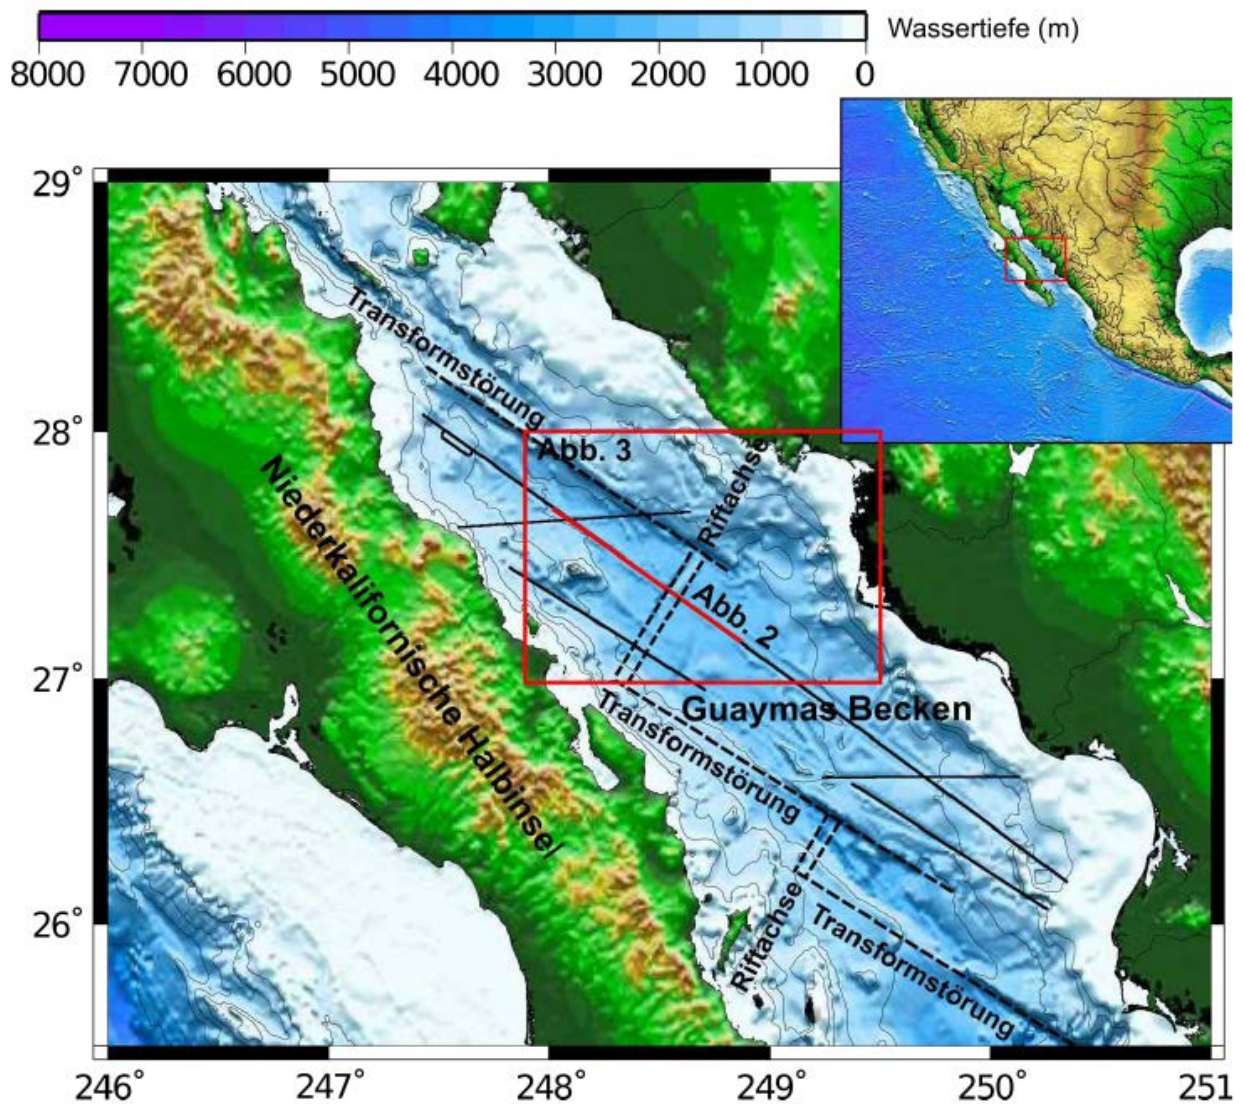 Wassertiefe (m)
8000 7000 6000 5000 4000 3000 2000 1000 0
29°
Transformstörung
28°
Abb. 3
Riftachse
Niederkalifornische Halbinsel
Abb. 2
27°
Guaymas Becken
Transformstörung
26°
Riftachse
Transformstörung
246° 247° 248° 249° 250° 251